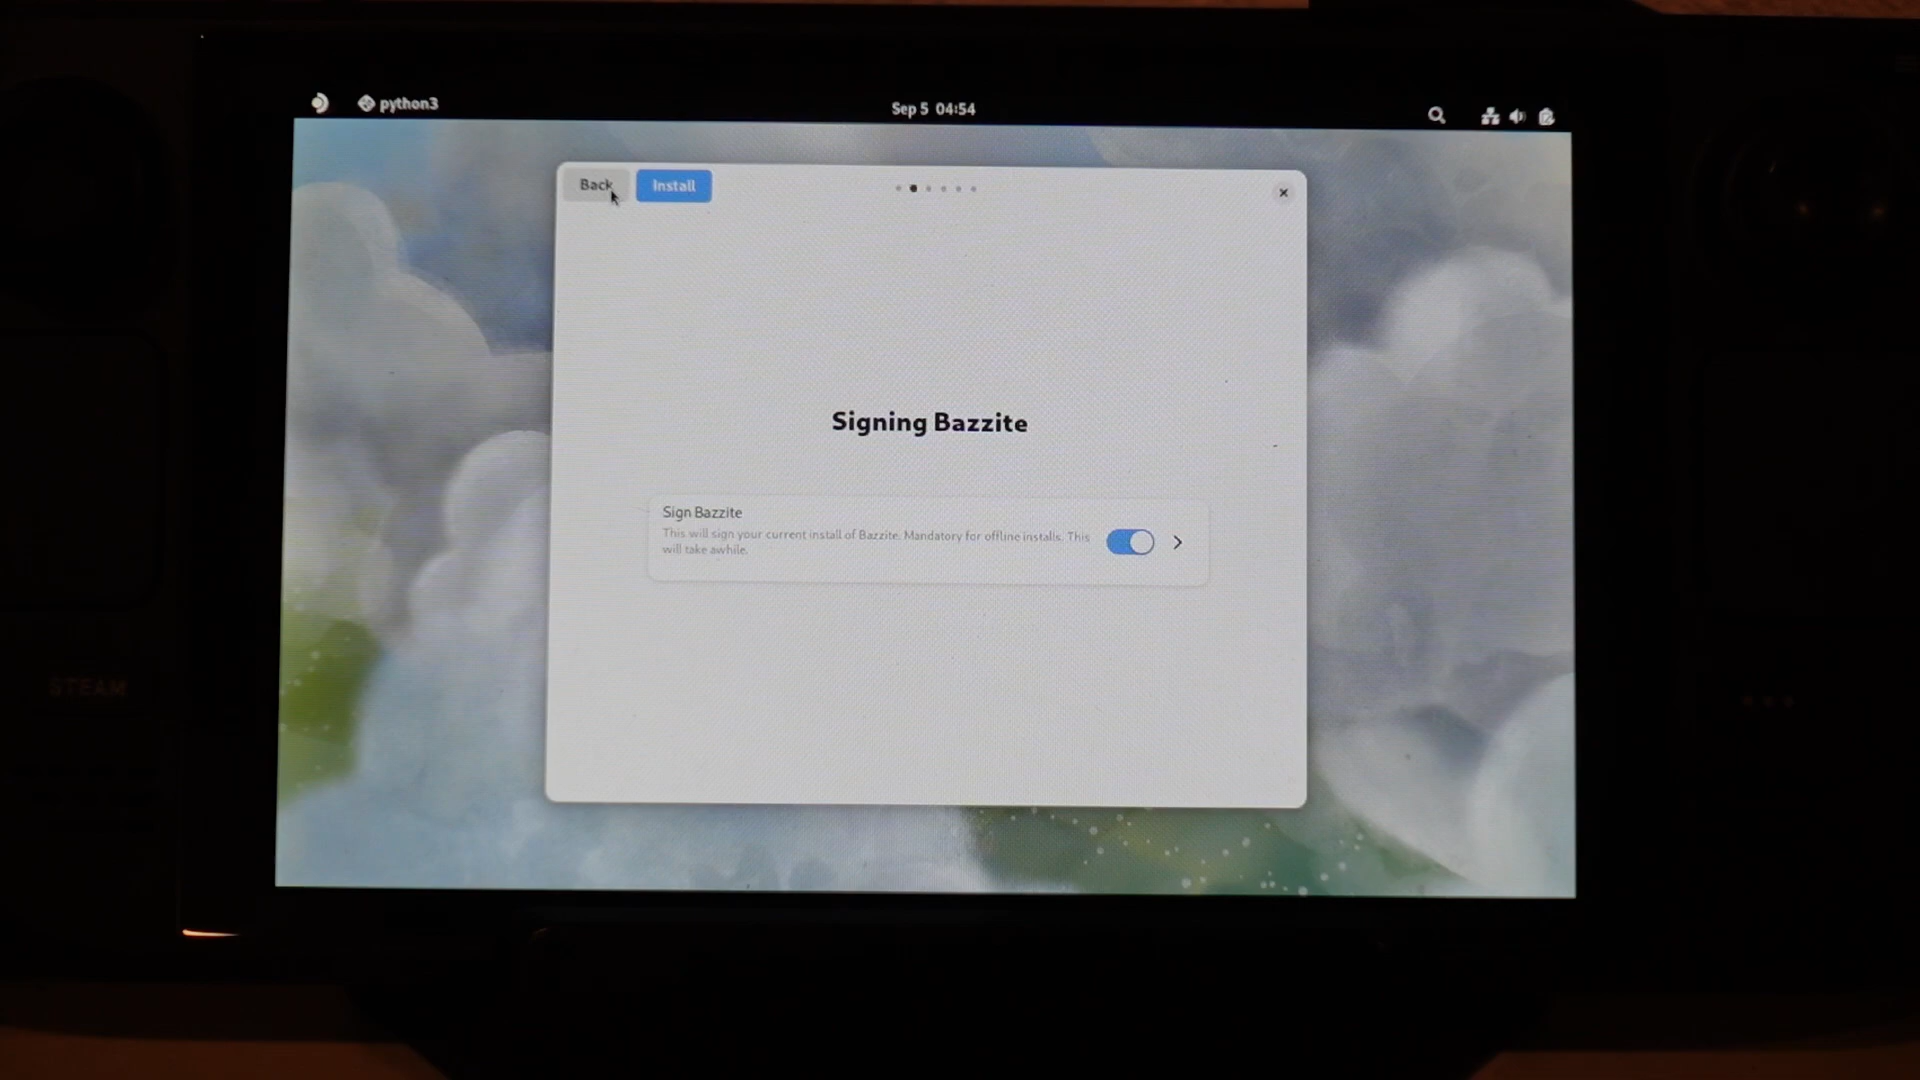 python3
Sep 5 04:54
Back
Install
Signing Bazzite
Sign Bazzite
This will sign your current install of Bazzite. Mandatory for offline installs. This
will take awhile.
STEAM